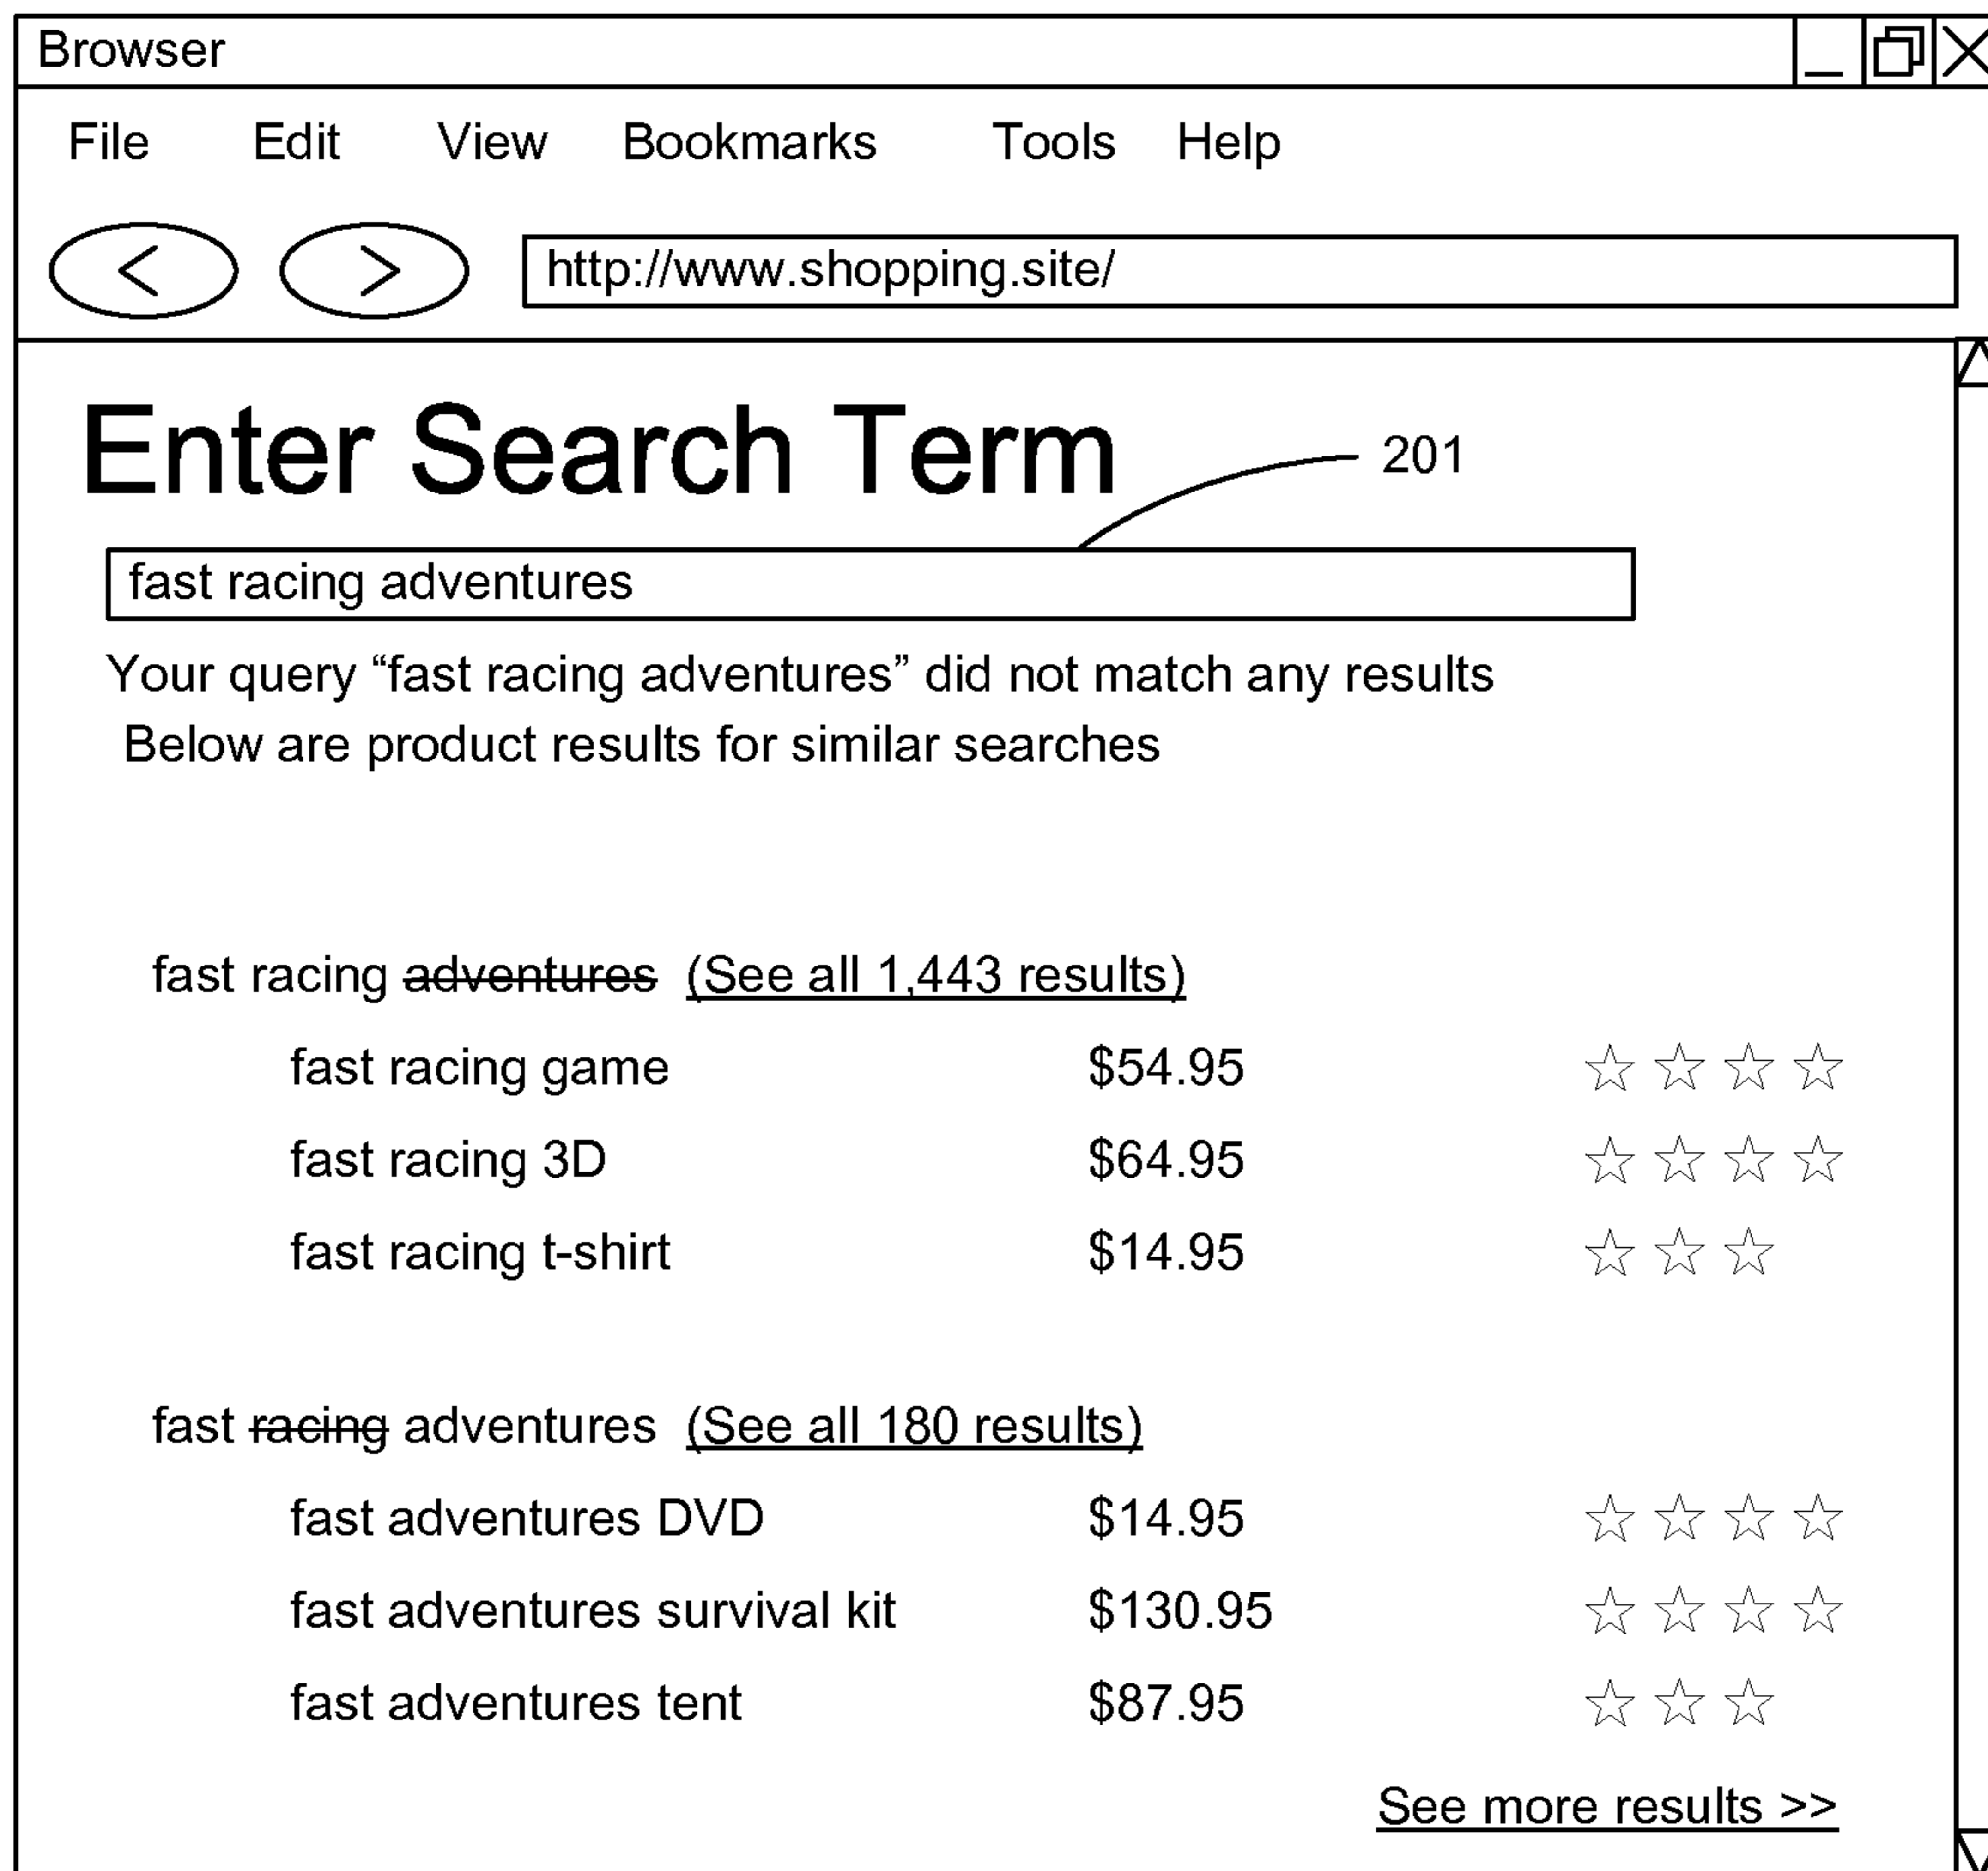 Browser
File Edit View Bookmarks Tools Help
< > http://www.shopping.site/
Enter Search Term
201
fast racing adventures
Your query “fast racing adventures” did not match any results
Below are product results for similar searches
fast racing adventures (See all 1,443 results)
fast racing game $54.95
fast racing 3D $64.95
fast racing t-shirt $14.95
fast racing adventures (See all 180 results)
fast adventures DVD $14.95
fast adventures survival kit $130.95
fast adventures tent $87.95
See more results >>